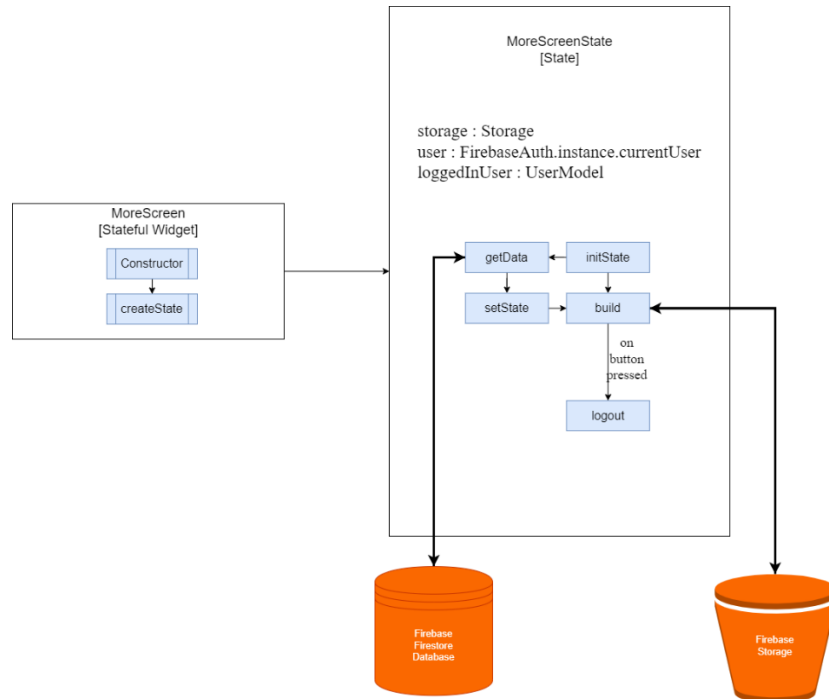 MoreScreenState
[State]
storage : Storage
user : FirebaseAuth.instance.currentUser
loggedInUser : UserModel
MoreScreen
[Stateful Widget]
Constructor
createState
getData
initState
setState
build
on
button
pressed
logout
Firebase
Firestore
Database
Firebase
Storage